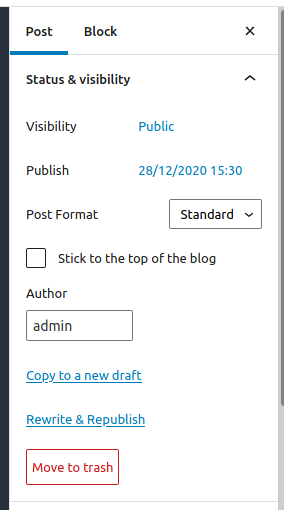 Post Block ×
Status & visibility
Visibility Public
Publish 28/12/2020 15:30
Post Format Standard
Stick to the top of the blog
Author
admin
Copy to a new draft
Rewrite & Republish
Move to trash